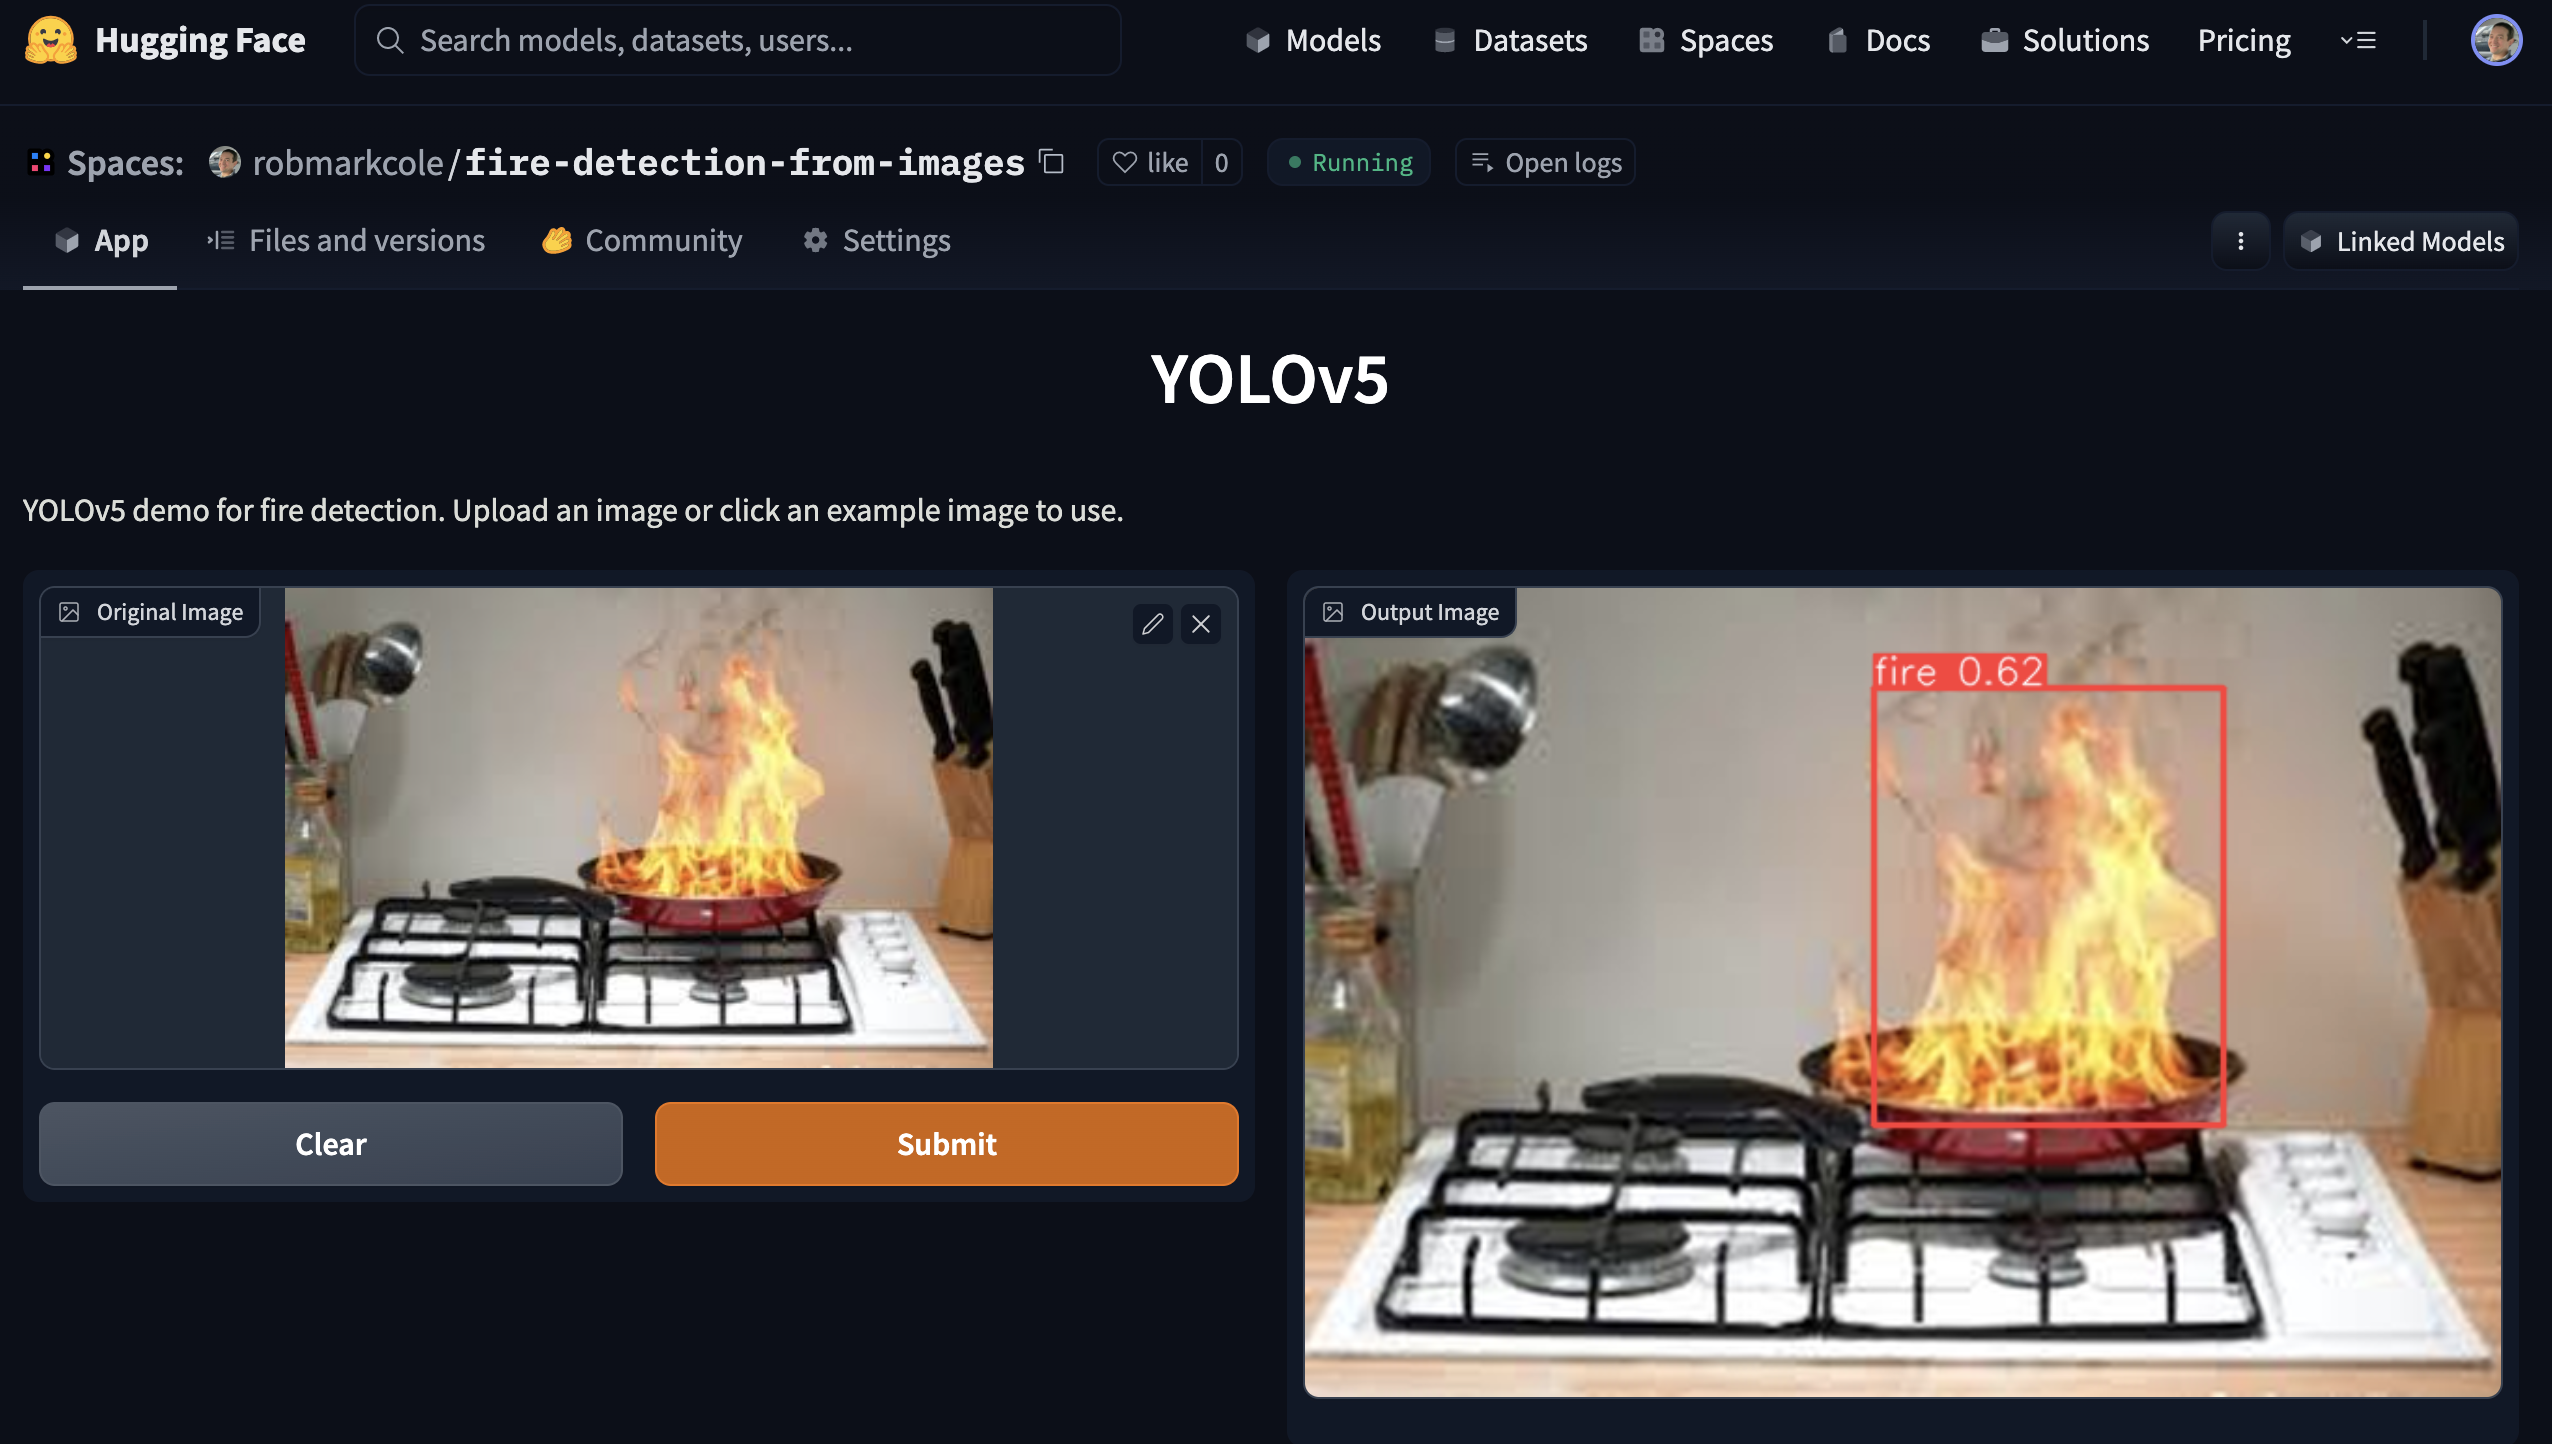 Hugging Face
Search models, datasets, users...
Models
Datasets
Spaces
Docs
Solutions
Pricing
Spaces:
robmarkcole/fire-detection-from-images
like
0
Running
Open logs
App
Files and versions
Community
Settings
Linked Models
YOLOv5
YOLOv5 demo for fire detection. Upload an image or click an example image to use.
Original Image
Clear
Submit
Output Image
fire 0.62